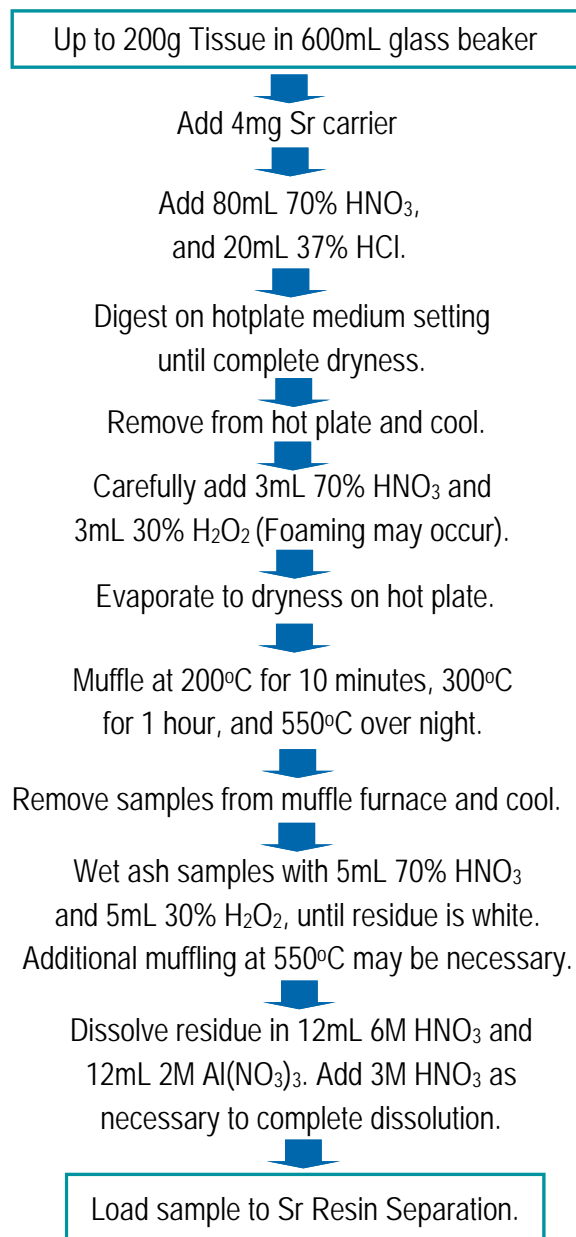 Up to 200g Tissue in 600mL glass beaker
Add 4mg Sr carrier
Add 80mL 70% HNO₃,
and 20mL 37% HCl.
Digest on hotplate medium setting
until complete dryness.
Remove from hot plate and cool.
Carefully add 3mL 70% HNO₃ and
3mL 30% H₂O₂ (Foaming may occur).
Evaporate to dryness on hot plate.
Muffle at 200ºC for 10 minutes, 300ºC
for 1 hour, and 550ºC over night.
Remove samples from muffle furnace and cool.
Wet ash samples with 5mL 70% HNO₃
and 5mL 30% H₂O₂, until residue is white.
Additional muffling at 550ºC may be necessary.
Dissolve residue in 12mL 6M HNO₃ and
12mL 2M Al(NO₃)₃. Add 3M HNO₃ as
necessary to complete dissolution.
Load sample to Sr Resin Separation.